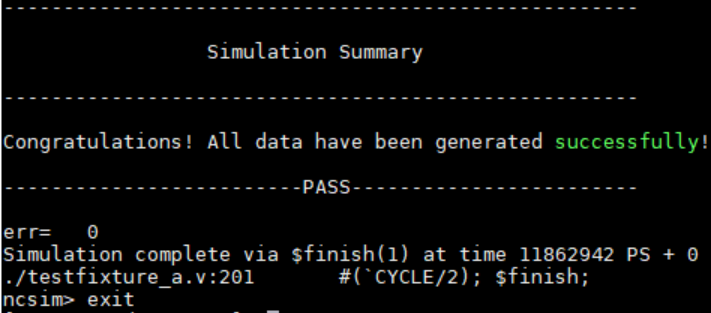 --------------------------------------------------
Simulation Summary
--------------------------------------------------
Congratulations! All data have been generated successfully!
------------------------PASS----------------------
err=   0
Simulation complete via $finish(1) at time 11862942 PS + 0
./testfixture_a.v:201       #(`CYCLE/2); $finish;
ncsim> exit